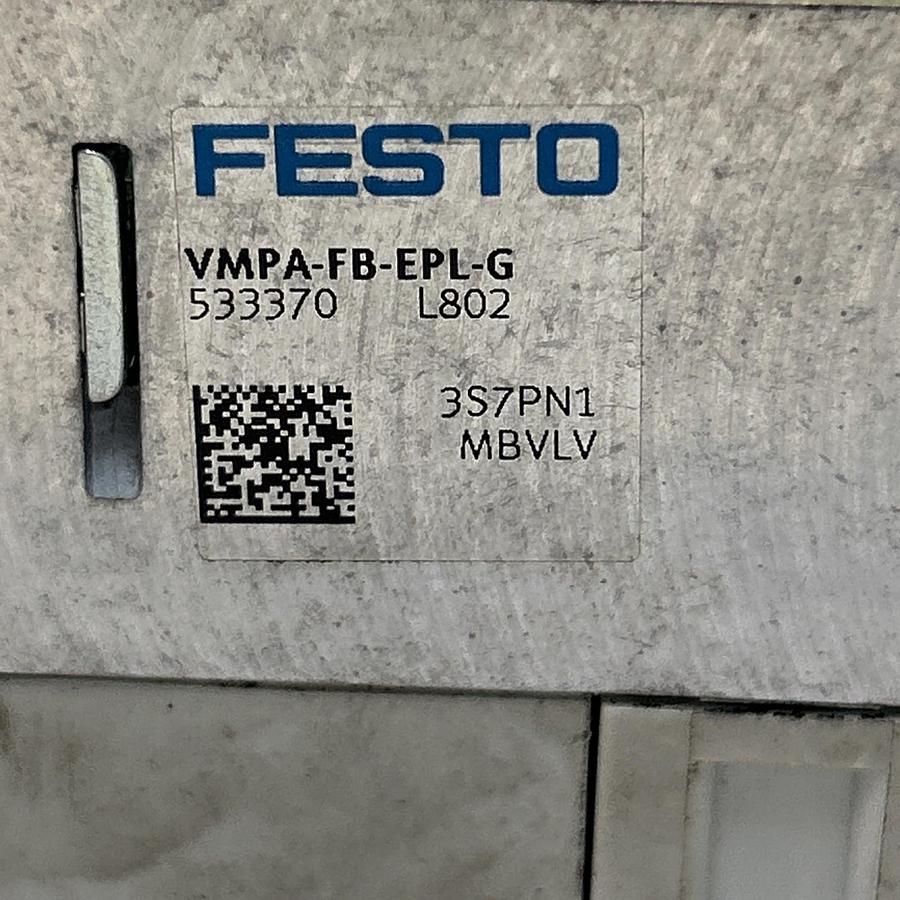 FESTO
VMPA-FB-EPL-G
533370 L802
3S7PN1
MBVLV